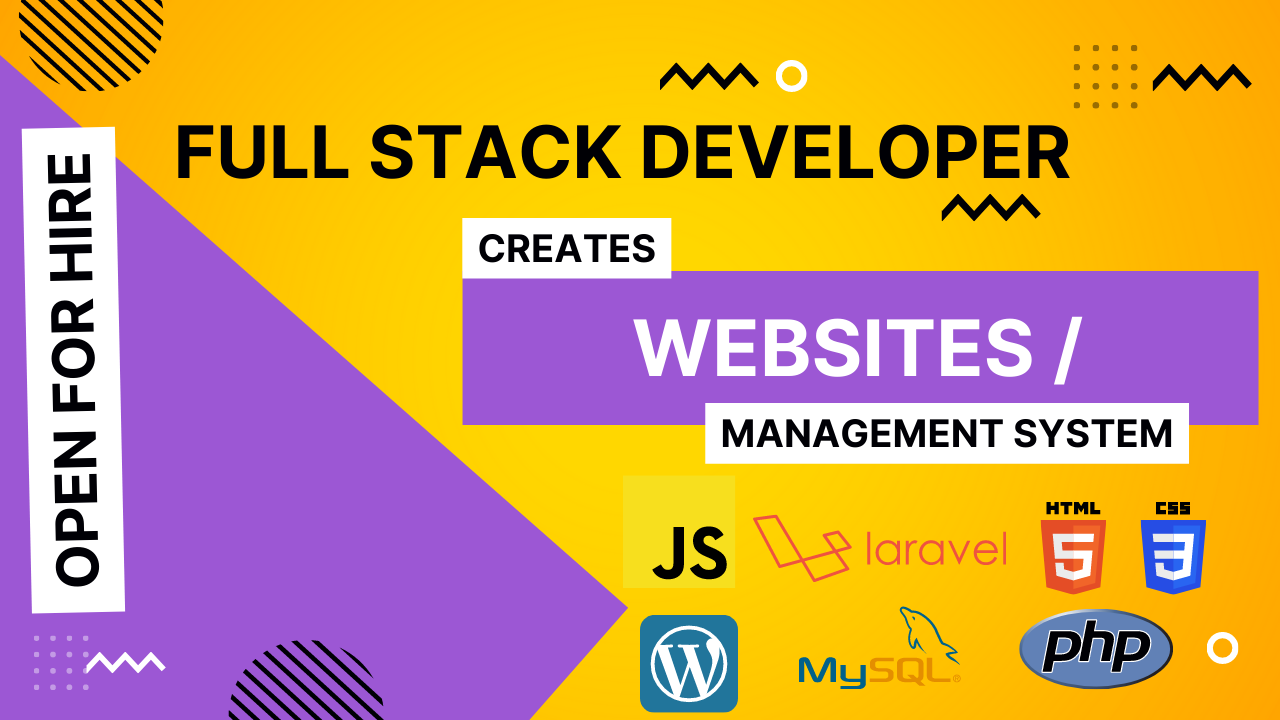 FULL STACK DEVELOPER
OPEN FOR HIRE
CREATES
WEBSITES /
MANAGEMENT SYSTEM
JS
laravel
HTML
5
CSS
3
W
MySQL®
php